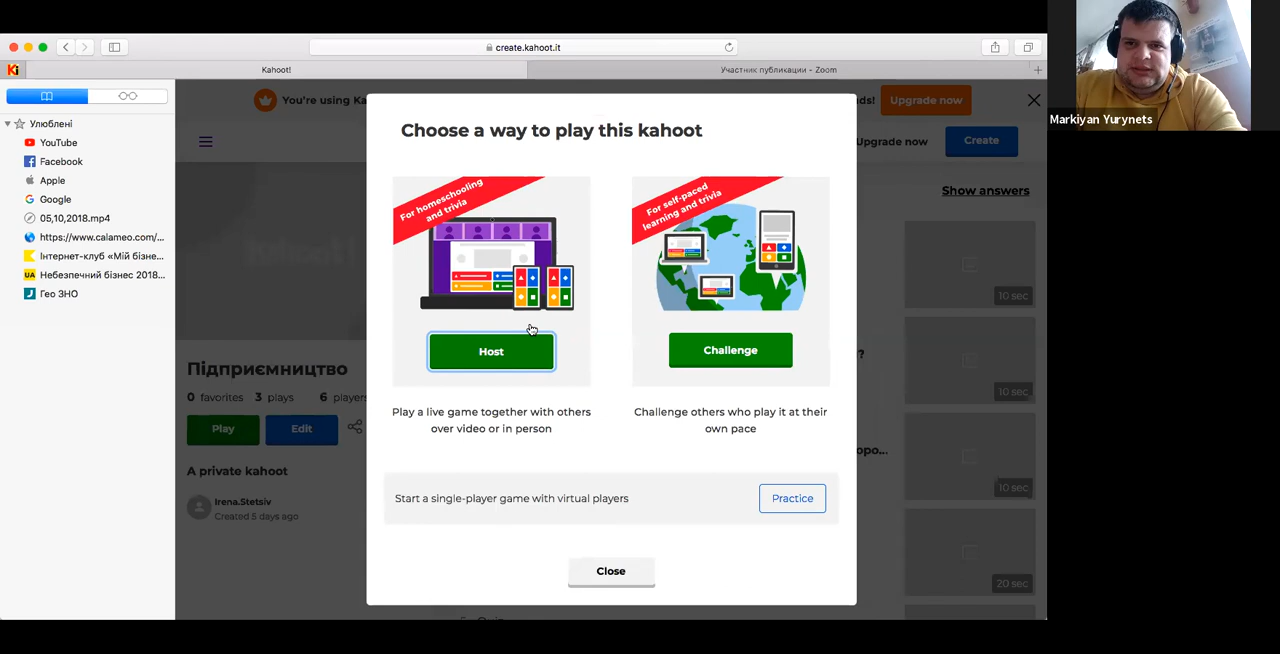 create.kahoot.it
Kahoot!
Участник публикации – Zoom
Улюблені
YouTube
Facebook
Apple
Google
05,10,2018.mp4
https://www.calameo.com/...
Інтернет-клуб «Мій бізне...
Небезпечний бізнес 2018...
Гео ЗНО
You're using Ka
ds!
Upgrade now
Upgrade now
Create
Show answers
10 sec
10 sec
10 sec
20 sec
Підприємництво
0 favorites 3 plays 6 players
Play
Edit
A private kahoot
Irena.Stetsiv
Created 5 days ago
?
оро...
Choose a way to play this kahoot
For homeschooling
and trivia
Host
Play a live game together with others
over video or in person
For self-paced
learning and trivia
Challenge
Challenge others who play it at their
own pace
Start a single-player game with virtual players
Practice
Close
Markiyan Yurynets